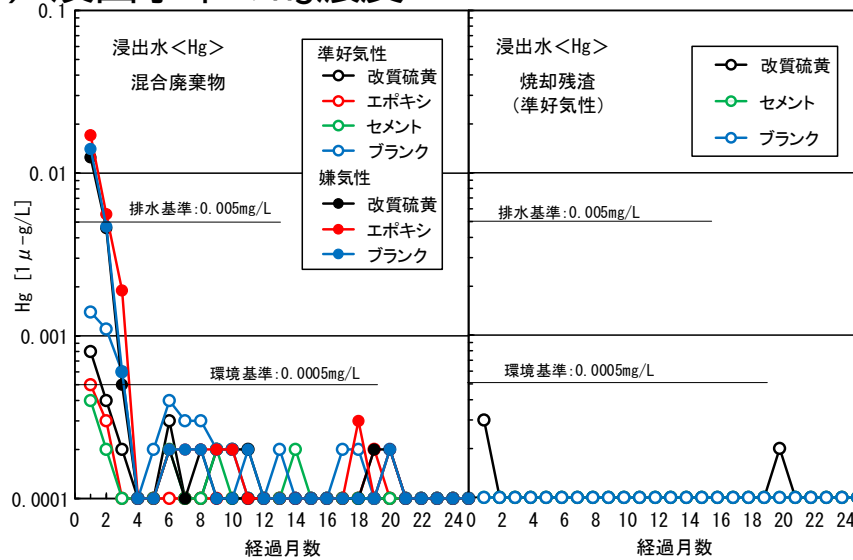 0.1
0.01
0.001
0.0001
Hg [1μ-g/L]
浸出水<Hg>
混合廃棄物
準好気性
改質硫黄
エポキシ
セメント
ブランク
嫌気性
改質硫黄
エポキシ
ブランク
排水基準:0.005mg/L
環境基準:0.0005mg/L
0 2 4 6 8 10 12 14 16 18 20 22 24
経過月数
浸出水<Hg>
焼却残渣
(準好気性)
改質硫黄
セメント
ブランク
排水基準:0.005mg/L
環境基準:0.0005mg/L
0 2 4 6 8 10 12 14 16 18 20 22 24
経過月数